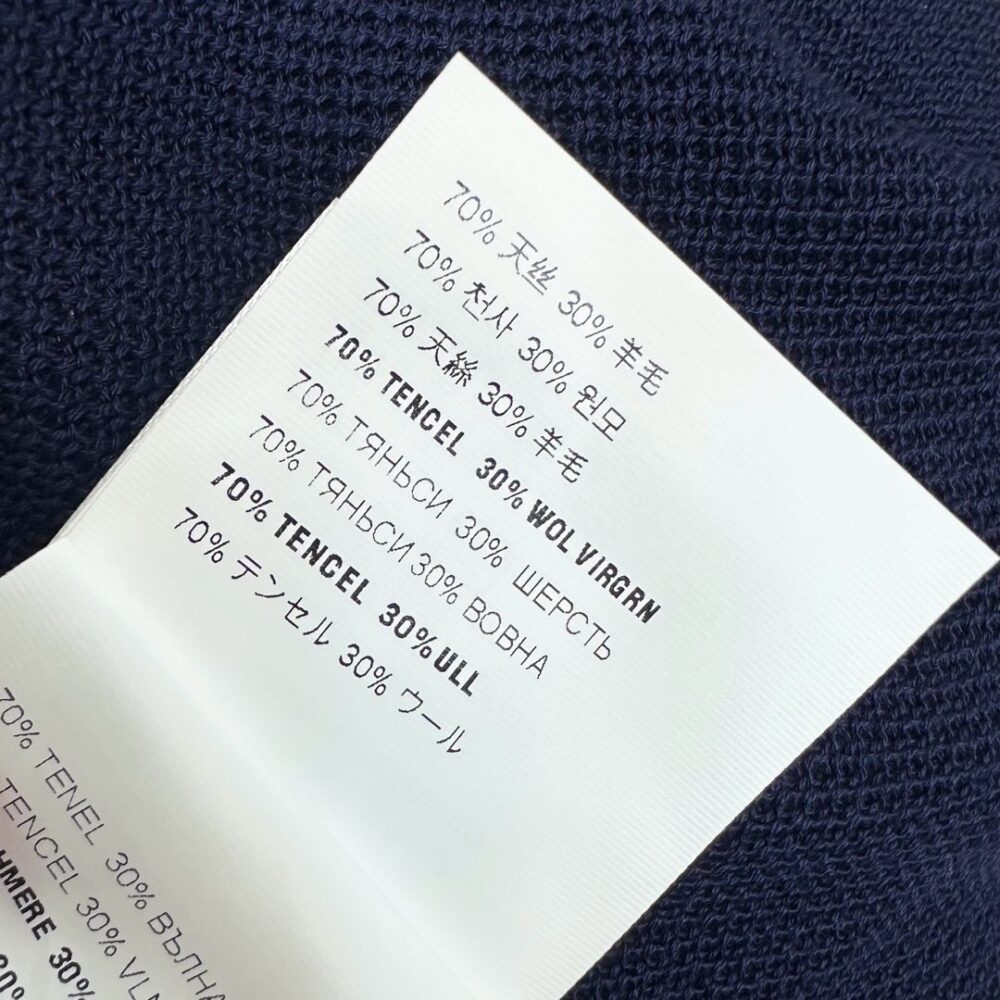 70% 天丝 30% 羊毛
70% 천사 30% 원모
70% 天絲 30% 羊毛
70% TENCEL 30% WOL VIRGRN
70% ТЯНЬСИ 30% ШЕРСТЬ
70% ТЯНЬСИ 30% ВОВНА
70% TENCEL 30%ULL
70% テンセル 30% ウール
70% TENEL 30% ВЪЛНА
TENCEL 30%
30%